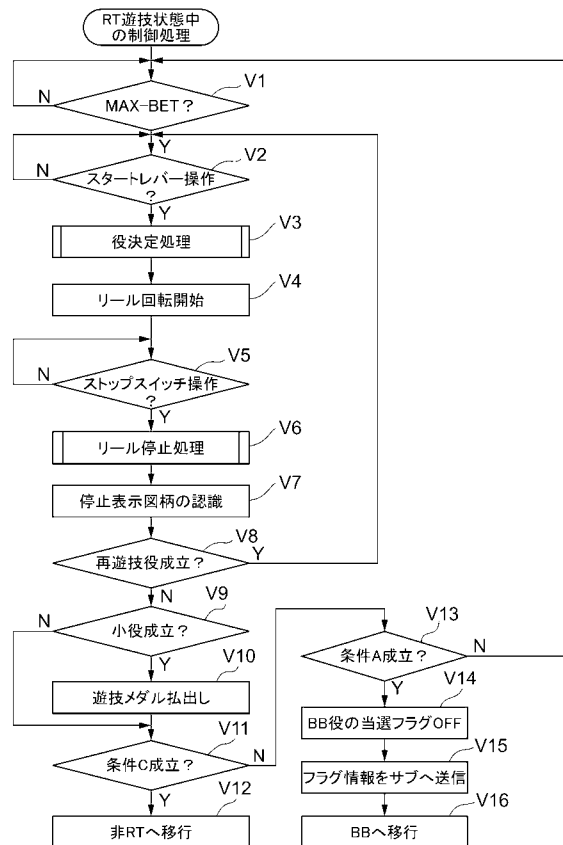 RT遊技状態中
の制御処理
V1
MAX-BET?
N
Y
V2
スタートレバー操作
?
N
Y
V3
役決定処理
V4
リール回転開始
V5
ストップスイッチ操作
?
N
Y
V6
リール停止処理
V7
停止表示図柄の認識
V8
再遊技役成立?
Y
N
V9
小役成立?
N
Y
V10
遊技メダル払出し
V11
条件C成立?
N
Y
V12
非RTへ移行
V13
条件A成立?
N
Y
V14
BB役の当選フラグOFF
V15
フラグ情報をサブへ送信
V16
BBへ移行